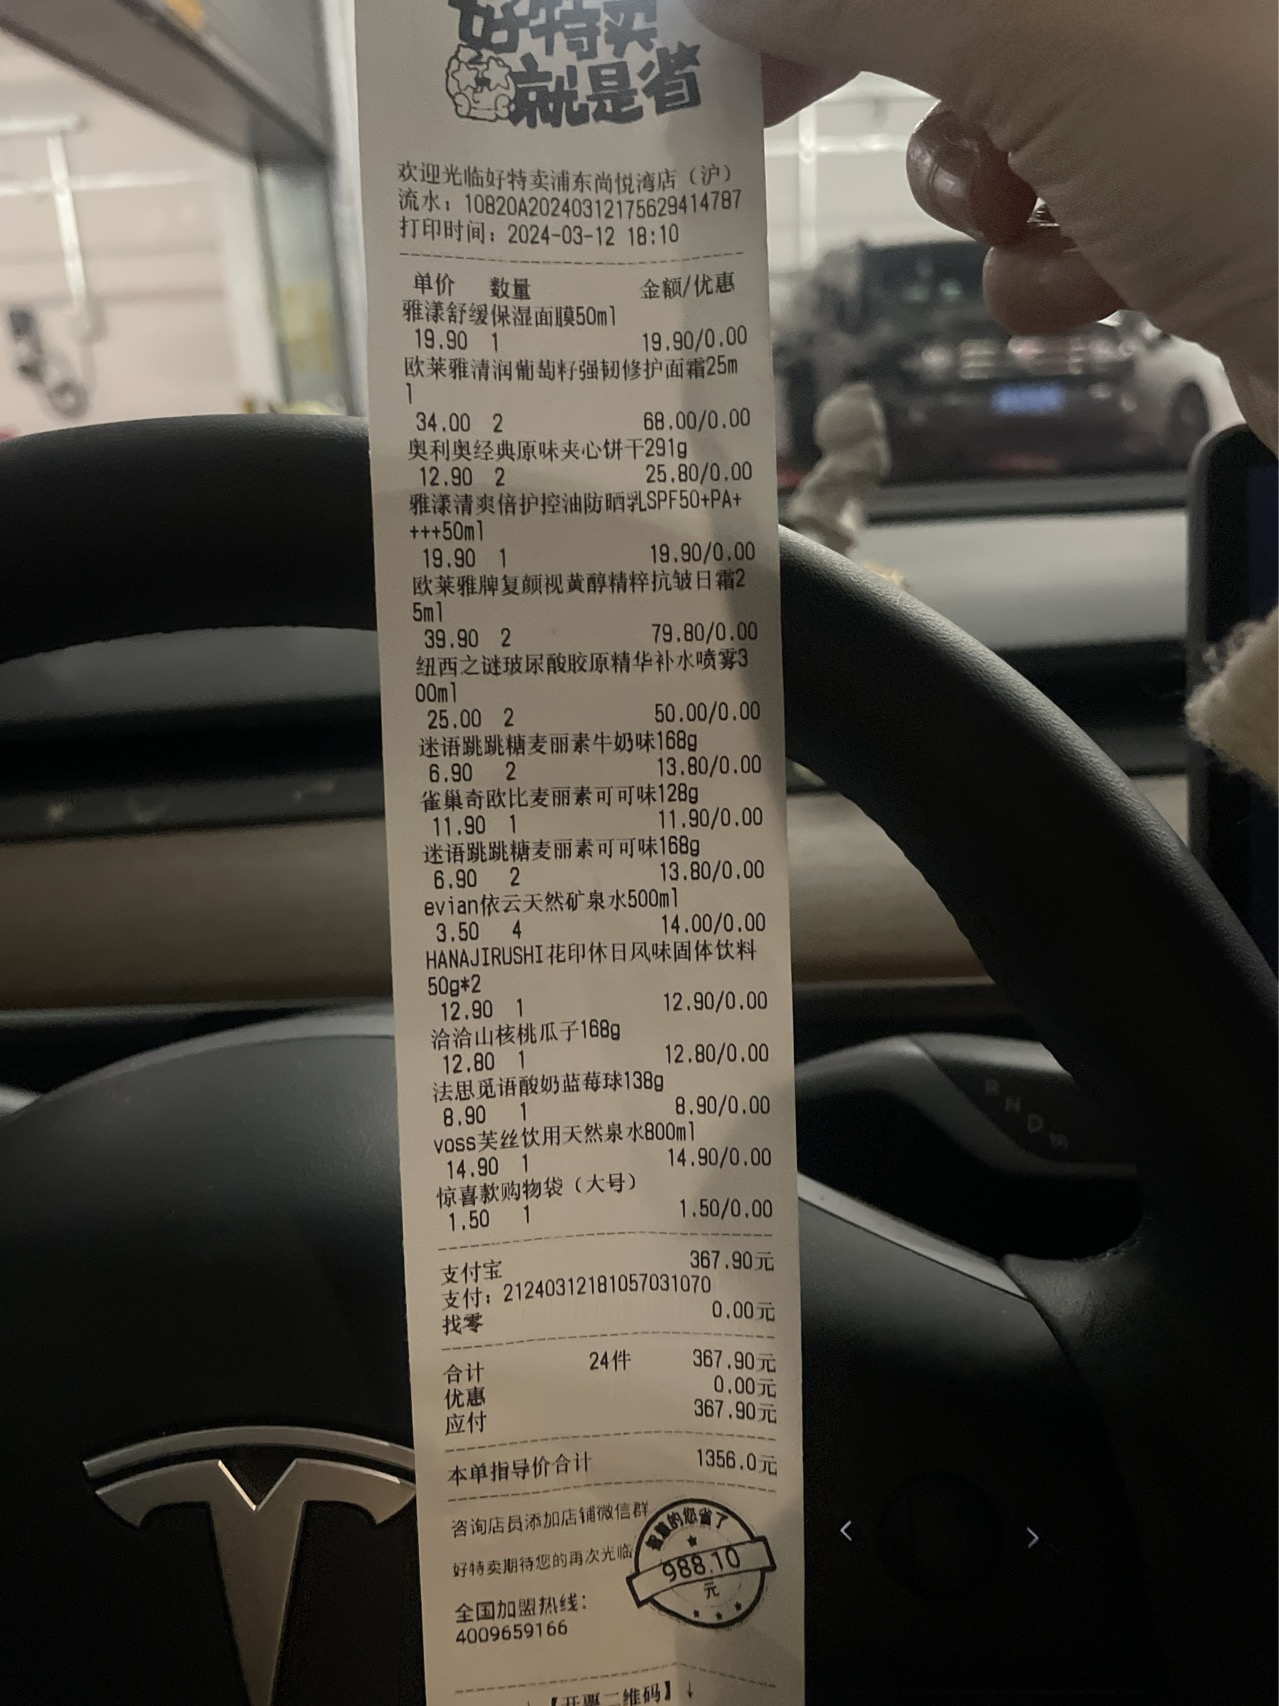 好特卖
就是省
欢迎光临好特卖浦东尚悦湾店（沪）
流水：10820A20240312175629414787
打印时间：2024-03-12 18:10
单价 数量 金额/优惠
雅漾舒缓保湿面膜50ml
19.90 1 19.90/0.00
欧莱雅清润葡萄籽强韧修护面霜25m
l
34.00 2 68.00/0.00
奥利奥经典原味夹心饼干291g
12.90 2 25.80/0.00
雅漾清爽倍护控油防晒乳SPF50+PA+
+++50ml
19.90 1 19.90/0.00
欧莱雅牌复颜视黄醇精粹抗皱日霜2
5ml
39.90 2 79.80/0.00
纽西之谜玻尿酸胶原精华补水喷雾3
00ml
25.00 2 50.00/0.00
迷语跳跳糖麦丽素牛奶味168g
6.90 2 13.80/0.00
雀巢奇欧比麦丽素可可味128g
11.90 1 11.90/0.00
迷语跳跳糖麦丽素可可味168g
6.90 2 13.80/0.00
evian依云天然矿泉水500ml
3.50 4 14.00/0.00
HANAJIRUSHI花印休日风味固体饮料
50g*2
12.90 1 12.90/0.00
洽洽山核桃瓜子168g
12.80 1 12.80/0.00
法思觅语酸奶蓝莓球138g
8.90 1 8.90/0.00
voss芙丝饮用天然泉水800ml
14.90 1 14.90/0.00
惊喜款购物袋（大号）
1.50 1 1.50/0.00
支付宝 367.90元
支付：21240312181057031070
找零 0.00元
合计 24件 367.90元
优惠 0.00元
应付 367.90元
本单指导价合计 1356.0元
咨询店员添加店铺微信群
好特卖期待您的再次光临
的您省了
988.10
元
全国加盟热线：
4009659166
↓【开票二维码】↓
R N D